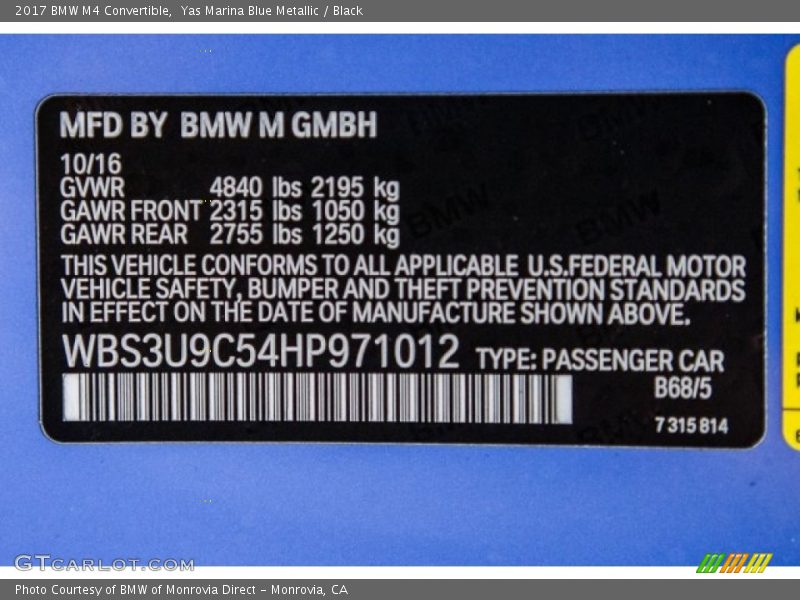 2017 BMW M4 Convertible,  Yas Marina Blue Metallic / Black
MFD BY BMW M GMBH
10/16
GVWR 4840 lbs 2195 kg
GAWR FRONT 2315 lbs 1050 kg
GAWR REAR 2755 lbs 1250 kg
THIS VEHICLE CONFORMS TO ALL APPLICABLE U.S.FEDERAL MOTOR
VEHICLE SAFETY, BUMPER AND THEFT PREVENTION STANDARDS
IN EFFECT ON THE DATE OF MANUFACTURE SHOWN ABOVE.
WBS3U9C54HP971012 TYPE: PASSENGER CAR
B68/5
7 315 814
GTCARLOT.COM
Photo Courtesy of BMW of Monrovia Direct - Monrovia, CA